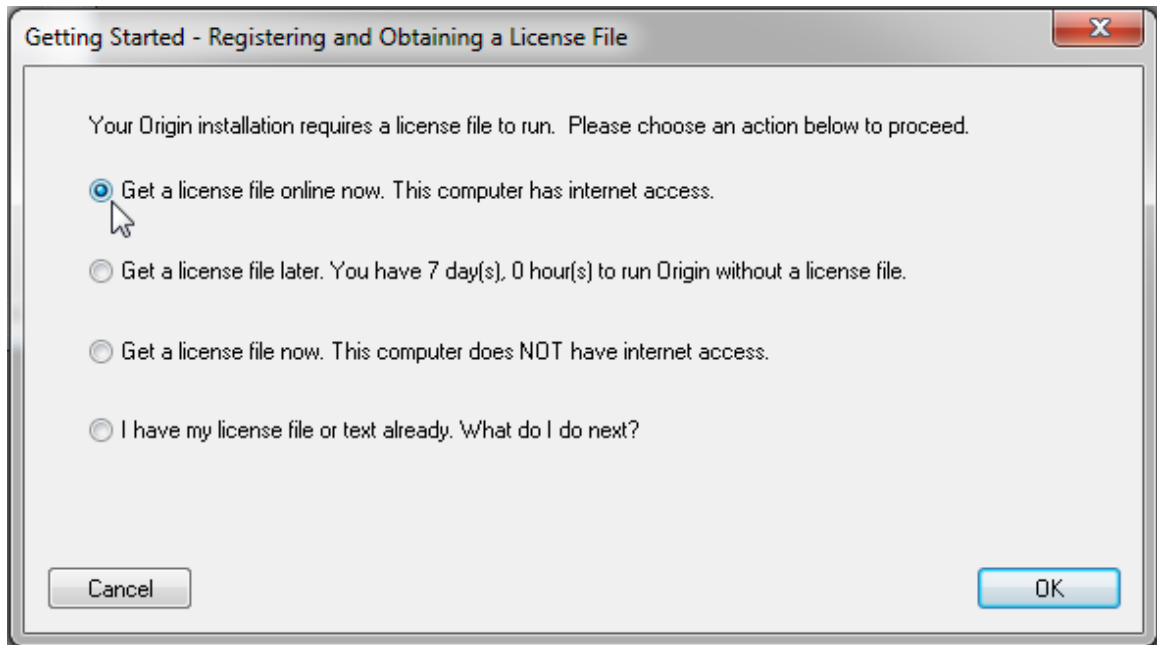 Getting Started - Registering and Obtaining a License File
Your Origin installation requires a license file to run.  Please choose an action below to proceed.
Get a license file online now. This computer has internet access.
Get a license file later. You have 7 day(s), 0 hour(s) to run Origin without a license file.
Get a license file now. This computer does NOT have internet access.
I have my license file or text already. What do I do next?
Cancel
OK